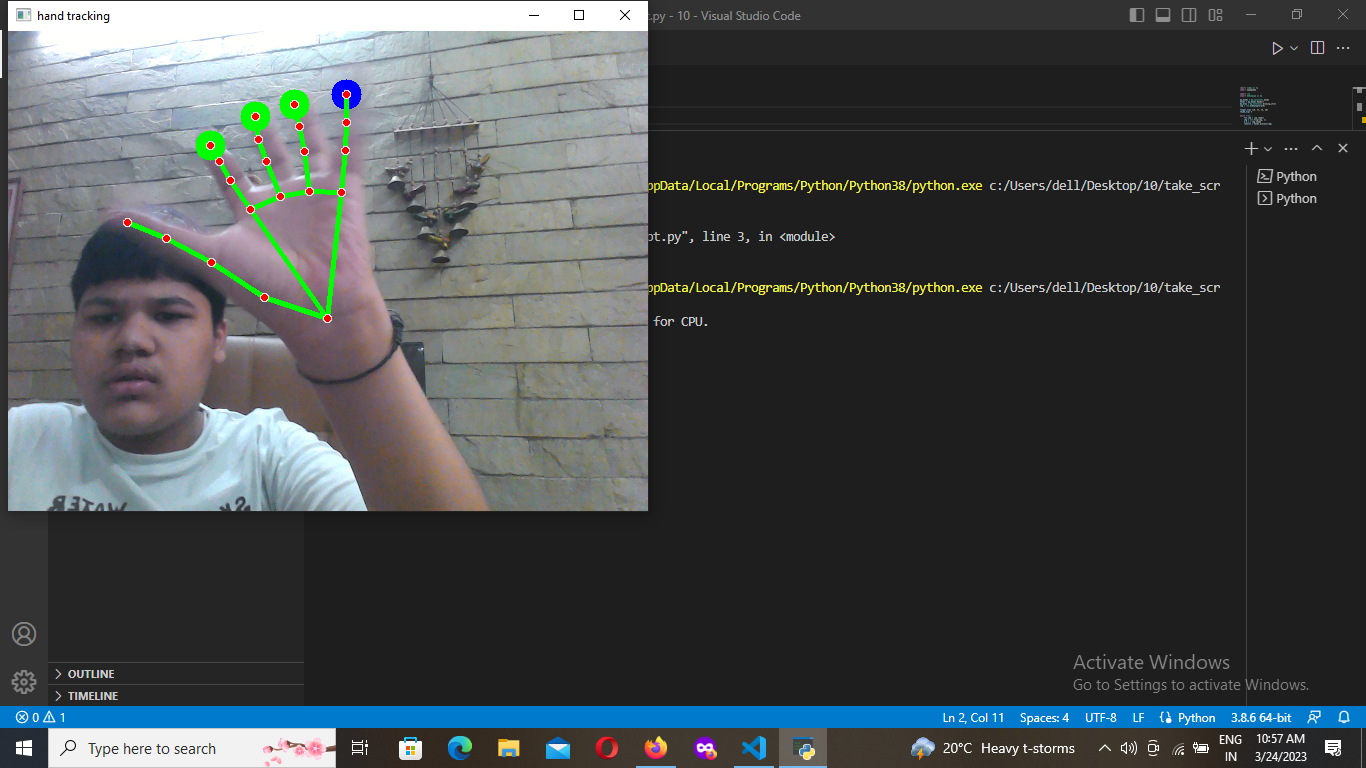 hand tracking
t.py - 10 - Visual Studio Code
ppData/Local/Programs/Python/Python38/python.exe c:/Users/dell/Desktop/10/take_scr
ot.py", line 3, in <module>
ppData/Local/Programs/Python/Python38/python.exe c:/Users/dell/Desktop/10/take_scr
for CPU.
Python
Python
WATER
OUTLINE
TIMELINE
Activate Windows
Go to Settings to activate Windows.
0 1
Ln 2, Col 11 Spaces: 4 UTF-8 LF Python 3.8.6 64-bit
Type here to search
20°C Heavy t-storms
ENG
IN
10:57 AM
3/24/2023